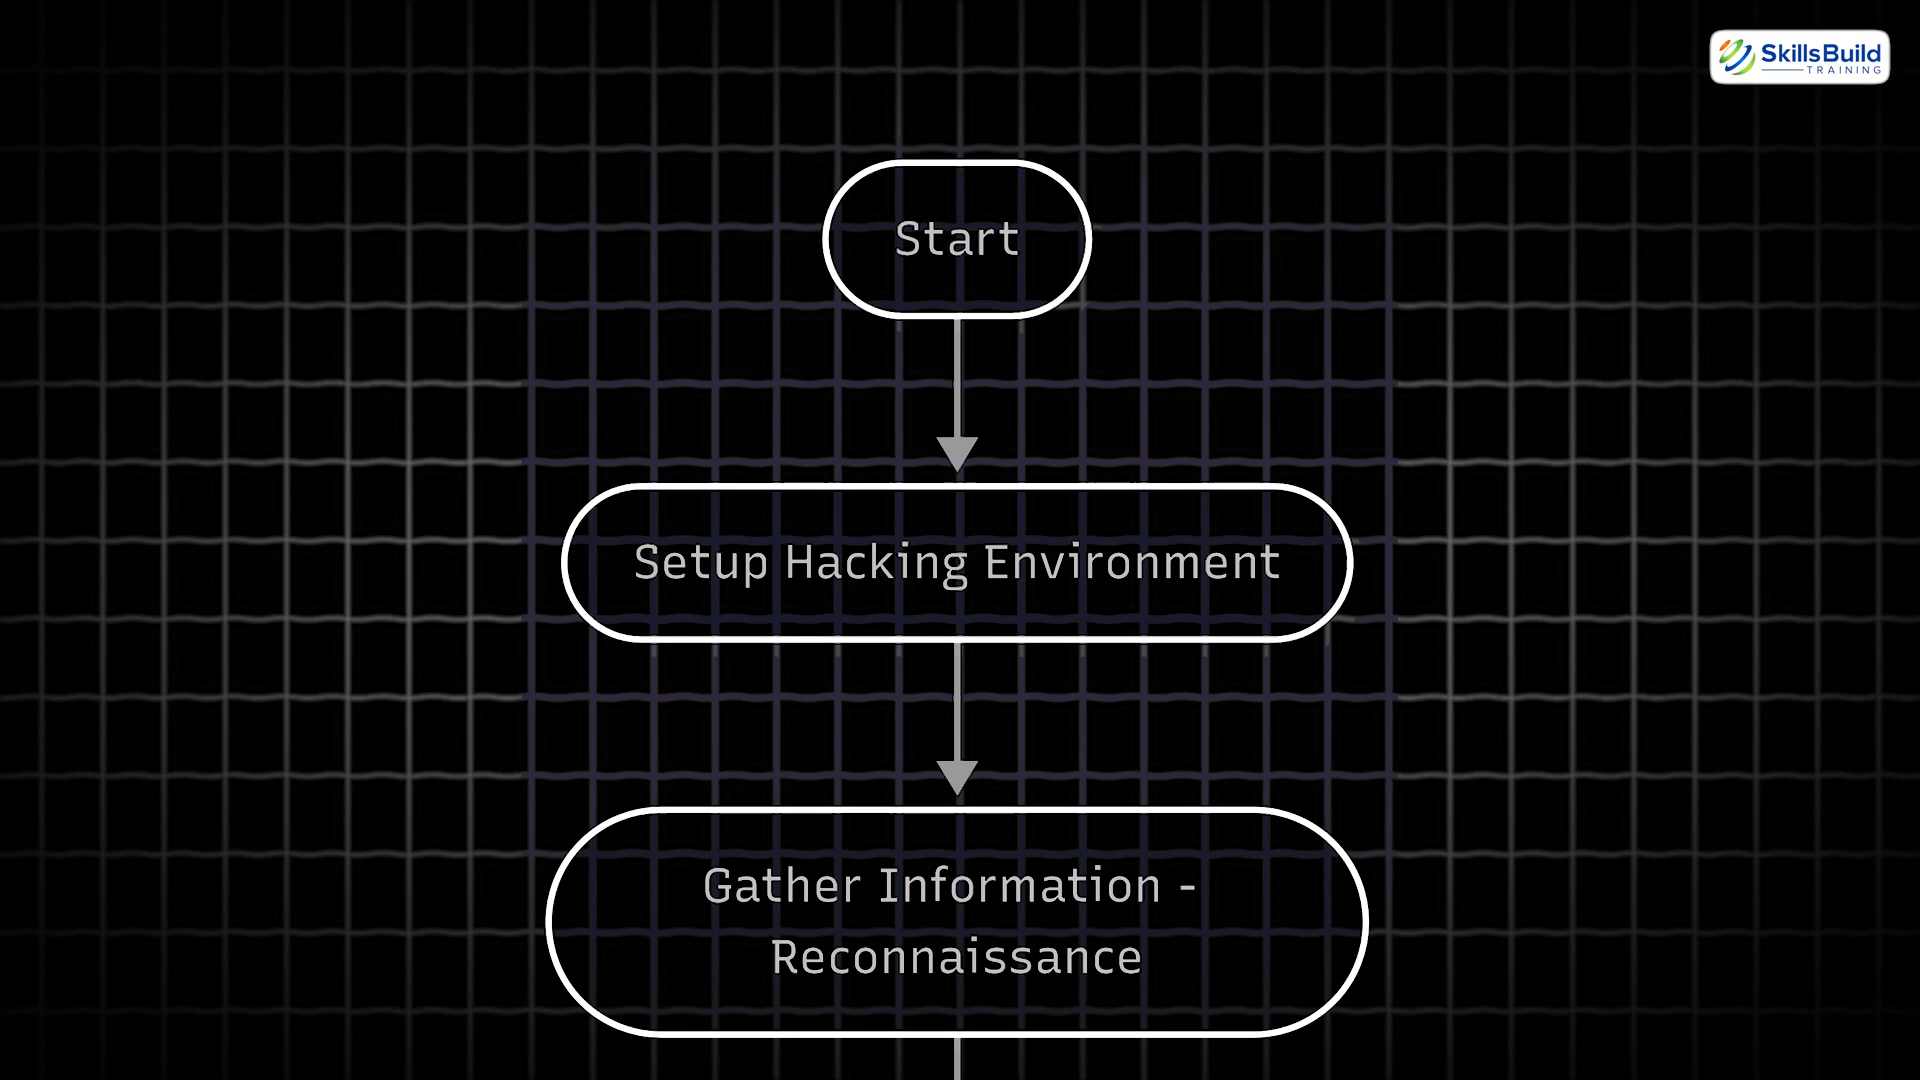 SkillsBuild
TRAINING
Start
Setup Hacking Environment
Gather Information -
Reconnaissance